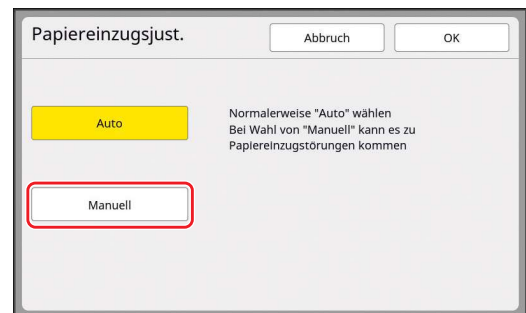 Papiereinzugsjust.
Abbruch
OK
Auto
Normalerweise "Auto" wählen
Bei Wahl von "Manuell" kann es zu
Papiereinzugstörungen kommen
Manuell